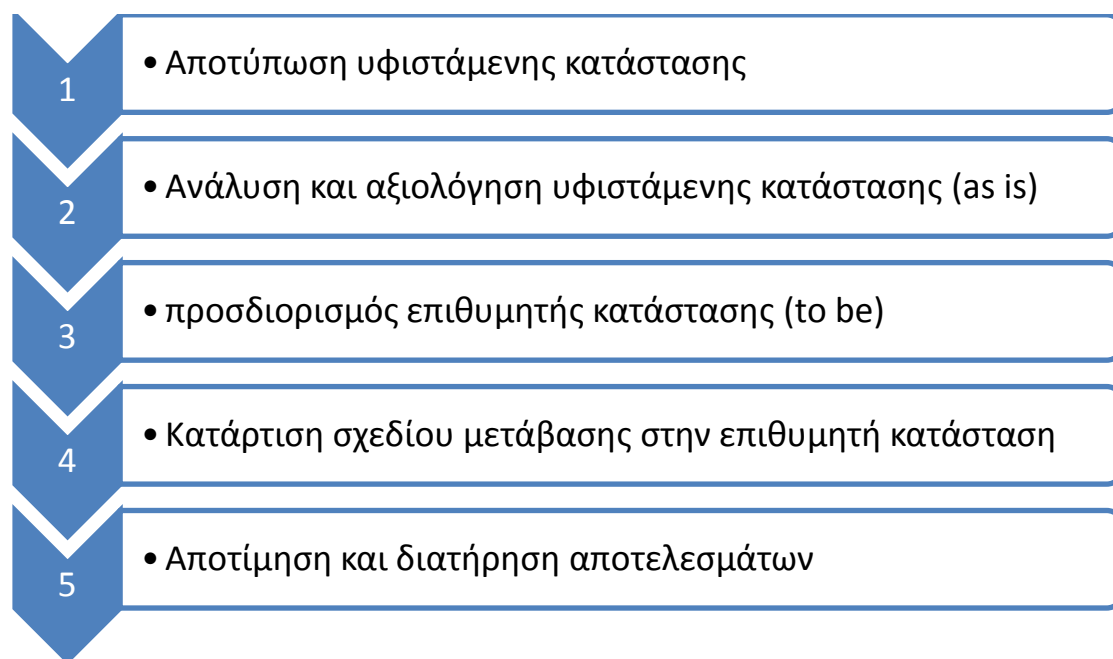 1
• Αποτύπωση υφιστάμενης κατάστασης
2
• Ανάλυση και αξιολόγηση υφιστάμενης κατάστασης (as is)
3
• προσδιορισμός επιθυμητής κατάστασης (to be)
4
• Κατάρτιση σχεδίου μετάβασης στην επιθυμητή κατάσταση
5
• Αποτίμηση και διατήρηση αποτελεσμάτων